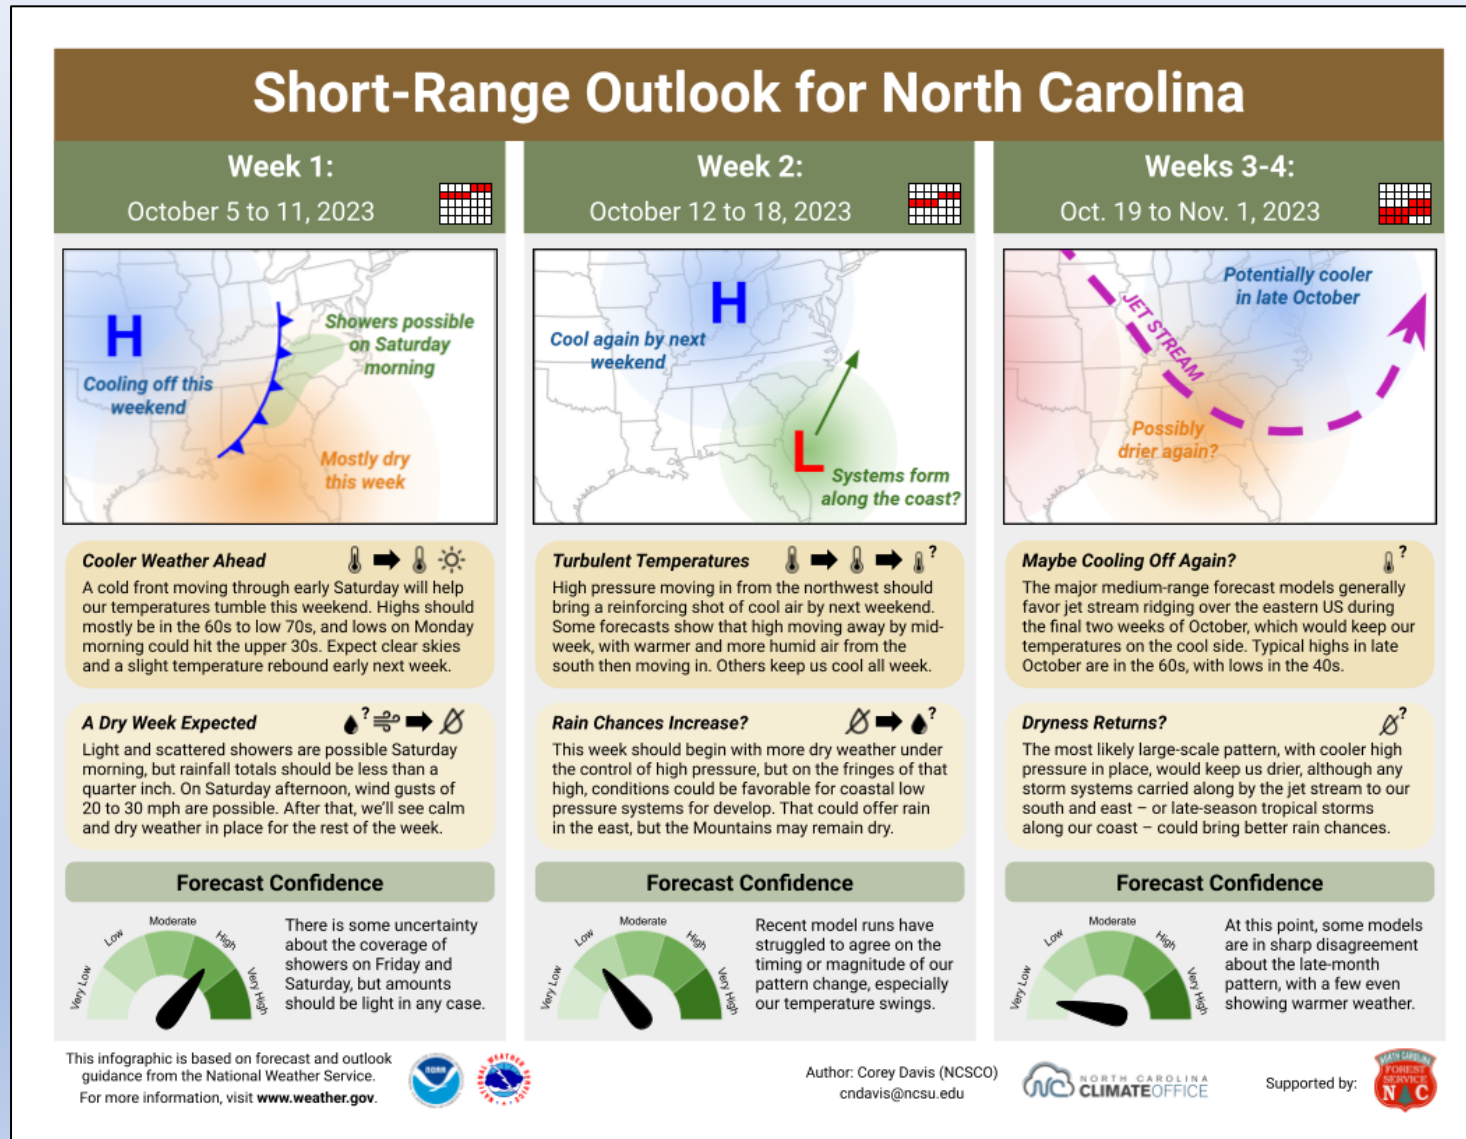 Short-Range Outlook for North Carolina
Week 1:
October 5 to 11, 2023
H
Cooling off this
weekend
Showers possible
on Saturday
morning
Mostly dry
this week
Cooler Weather Ahead
A cold front moving through early Saturday will help
our temperatures tumble this weekend. Highs should
mostly be in the 60s to low 70s, and lows on Monday
morning could hit the upper 30s. Expect clear skies
and a slight temperature rebound early next week.
A Dry Week Expected
?
Light and scattered showers are possible Saturday
morning, but rainfall totals should be less than a
quarter inch. On Saturday afternoon, wind gusts of
20 to 30 mph are possible. After that, we'll see calm
and dry weather in place for the rest of the week.
Forecast Confidence
Very Low
Low
Moderate
High
Very High
There is some uncertainty
about the coverage of
showers on Friday and
Saturday, but amounts
should be light in any case.
Week 2:
October 12 to 18, 2023
H
Cool again by next
weekend
L
Systems form
along the coast?
Turbulent Temperatures
?
High pressure moving in from the northwest should
bring a reinforcing shot of cool air by next weekend.
Some forecasts show that high moving away by mid-
week, with warmer and more humid air from the
south then moving in. Others keep us cool all week.
Rain Chances Increase?
?
This week should begin with more dry weather under
the control of high pressure, but on the fringes of that
high, conditions could be favorable for coastal low
pressure systems for develop. That could offer rain
in the east, but the Mountains may remain dry.
Forecast Confidence
Very Low
Low
Moderate
High
Very High
Recent model runs have
struggled to agree on the
timing or magnitude of our
pattern change, especially
our temperature swings.
Weeks 3-4:
Oct. 19 to Nov. 1, 2023
JET STREAM
Potentially cooler
in late October
Possibly
drier again?
Maybe Cooling Off Again?
?
The major medium-range forecast models generally
favor jet stream ridging over the eastern US during
the final two weeks of October, which would keep our
temperatures on the cool side. Typical highs in late
October are in the 60s, with lows in the 40s.
Dryness Returns?
?
The most likely large-scale pattern, with cooler high
pressure in place, would keep us drier, although any
storm systems carried along by the jet stream to our
south and east – or late-season tropical storms
along our coast – could bring better rain chances.
Forecast Confidence
Very Low
Low
Moderate
High
Very High
At this point, some models
are in sharp disagreement
about the late-month
pattern, with a few even
showing warmer weather.
This infographic is based on forecast and outlook
guidance from the National Weather Service.
For more information, visit www.weather.gov.
NOAA
NATIONAL WEATHER SERVICE
Author: Corey Davis (NCSCO)
cndavis@ncsu.edu
NC
NORTH CAROLINA
CLIMATEOFFICE
Supported by:
NORTH CAROLINA
FOREST
SERVICE
N C